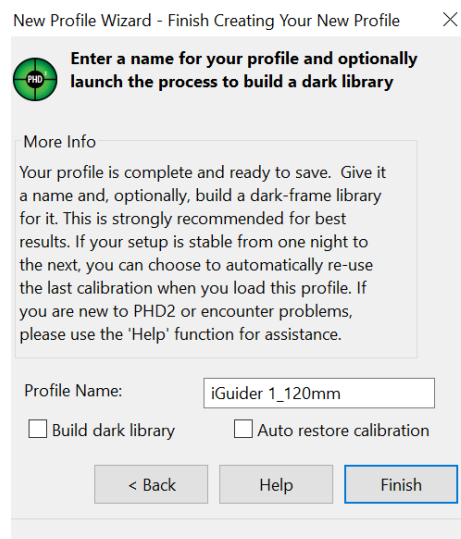 New Profile Wizard - Finish Creating Your New Profile
PHD
Enter a name for your profile and optionally
launch the process to build a dark library
More Info
Your profile is complete and ready to save.  Give it
a name and, optionally, build a dark-frame library
for it. This is strongly recommended for best
results. If your setup is stable from one night to
the next, you can choose to automatically re-use
the last calibration when you load this profile. If
you are new to PHD2 or encounter problems,
please use the 'Help' function for assistance.
Profile Name:
iGuider 1_120mm
Build dark library
Auto restore calibration
< Back
Help
Finish